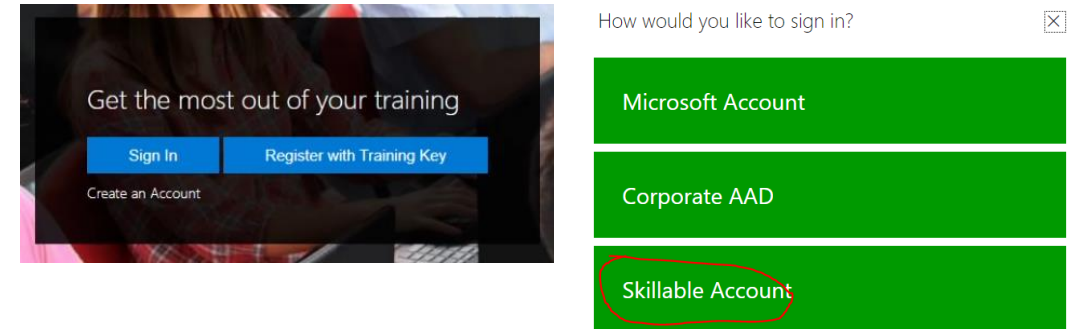 Get the most out of your training
Sign In
Register with Training Key
Create an Account
How would you like to sign in?
Microsoft Account
Corporate AAD
Skillable Account